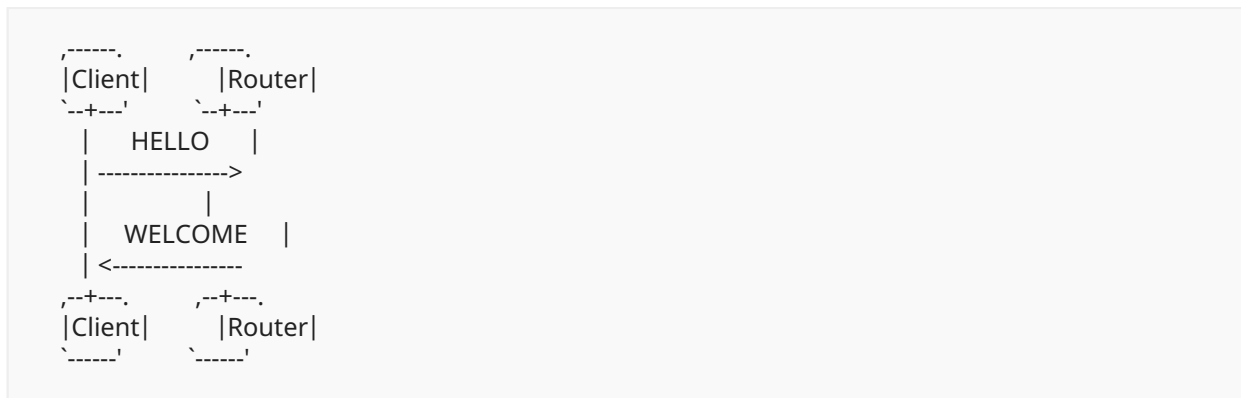 ,------.          ,------.
|Client|          |Router|
`--+---'          `--+---'
   |      HELLO      |
   | ---------------->
   |                 |
   |     WELCOME     |
   | <----------------
,--+---.          ,--+---.
|Client|          |Router|
`------'          `------'